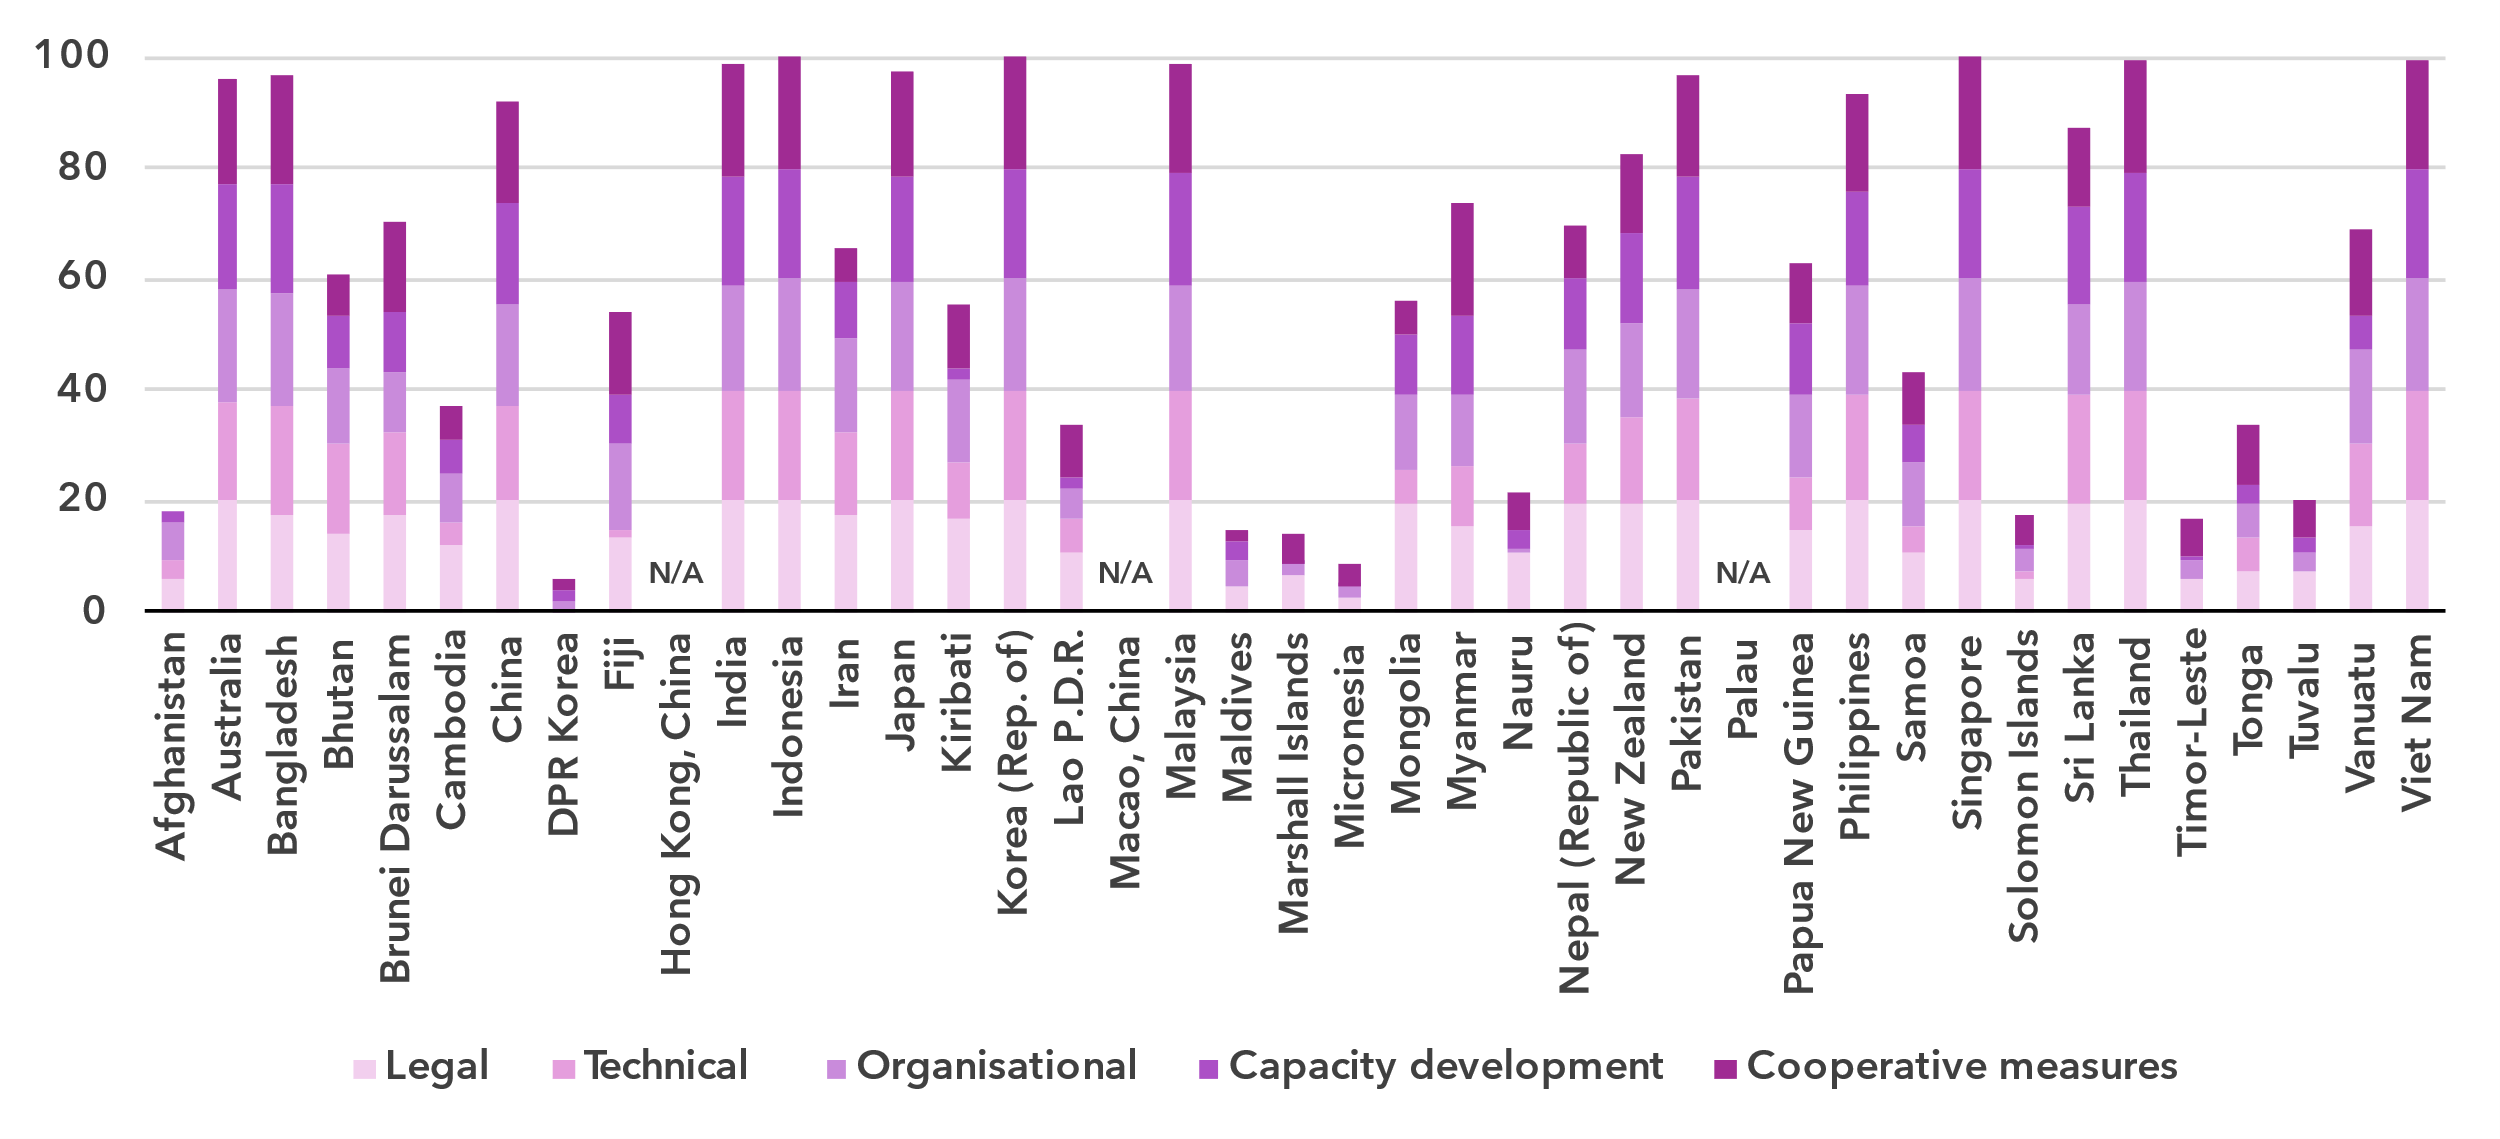 100
80
60
40
20
0
N/A
N/A
N/A
Afghanistan
Australia
Bangladesh
Bhutan
Brunei Darussalam
Cambodia
China
DPR Korea
Fiji
Hong Kong, China
India
Indonesia
Iran
Japan
Kiribati
Korea (Rep. of)
Lao P.D.R.
Macao, China
Malaysia
Maldives
Marshall Islands
Micronesia
Mongolia
Myanmar
Nauru
Nepal (Republic of)
New Zealand
Pakistan
Palau
Papua New Guinea
Philippines
Samoa
Singapore
Solomon Islands
Sri Lanka
Thailand
Timor-Leste
Tonga
Tuvalu
Vanuatu
Viet Nam
Legal Technical Organisational Capacity development Cooperative measures